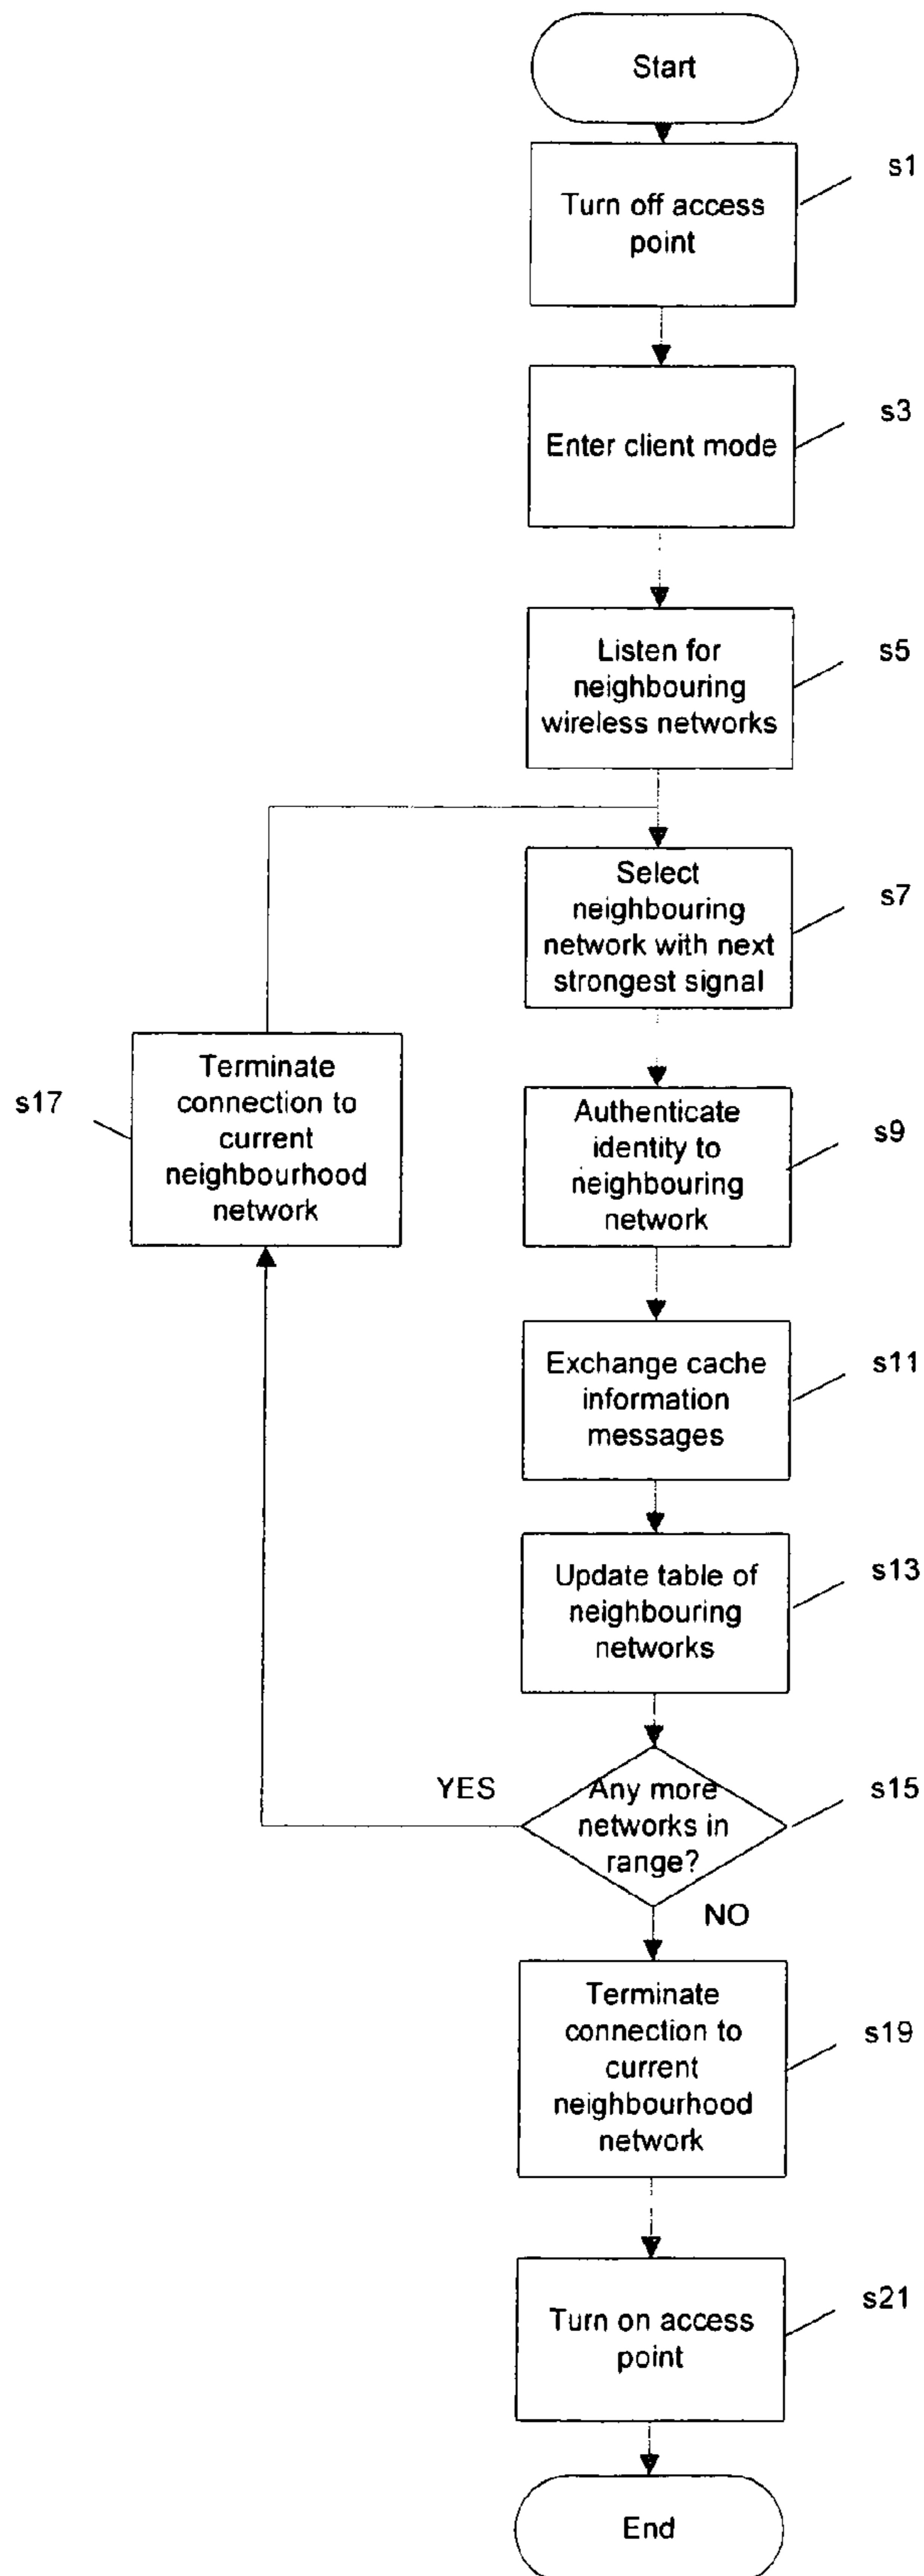 Start
Turn off access
point
s1
Enter client mode
s3
Listen for
neighbouring
wireless networks
s5
Select
neighbouring
network with next
strongest signal
s7
Terminate
connection to
current
neighbourhood
network
s17
Authenticate
identity to
neighbouring
network
s9
Exchange cache
information
messages
s11
Update table of
neighbouring
networks
s13
YES
Any more
networks in
range?
s15
NO
Terminate
connection to
current
neighbourhood
network
s19
Turn on access
point
s21
End